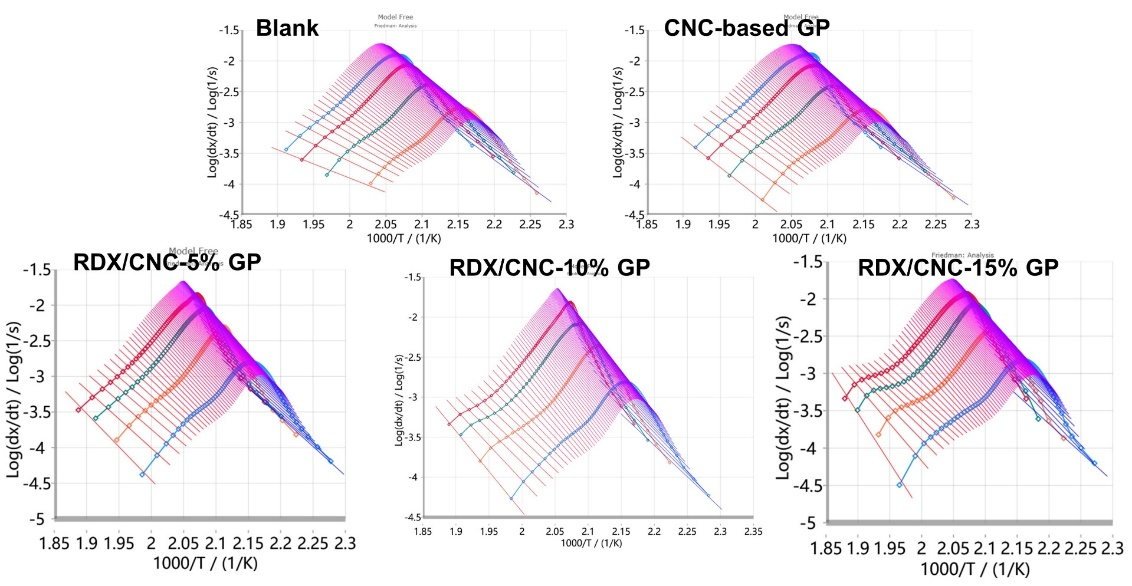 Model Free
Friedman: Analysis
Blank
Log(dx/dt) / Log(1/s)
-1.5
-2
-2.5
-3
-3.5
-4
-4.5
1.85 1.9 1.95 2 2.05 2.1 2.15 2.2 2.25 2.3
1000/T / (1/K)
Model Free
CNC-based GP
Log(dx/dt) / Log(1/s)
-1.5
-2
-2.5
-3
-3.5
-4
-4.5
1.85 1.9 1.95 2 2.05 2.1 2.15 2.2 2.25 2.3
1000/T / (1/K)
Model Free
RDX/CNC-5% GP
Log(dx/dt) / Log(1/s)
-1.5
-2
-2.5
-3
-3.5
-4
-4.5
-5
1.85 1.9 1.95 2 2.05 2.1 2.15 2.2 2.25 2.3
1000/T / (1/K)
RDX/CNC-10% GP
Log(dx/dt) / Log(1/s)
-1.5
-2
-2.5
-3
-3.5
-4
-4.5
1.85 1.9 1.95 2 2.05 2.1 2.15 2.2 2.25 2.3 2.35
1000/T / (1/K)
Friedman: Analysis
RDX/CNC-15% GP
Log(dx/dt) / Log(1/s)
-1.5
-2
-2.5
-3
-3.5
-4
-4.5
-5
1.85 1.9 1.95 2 2.05 2.1 2.15 2.2 2.25 2.3
1000/T / (1/K)